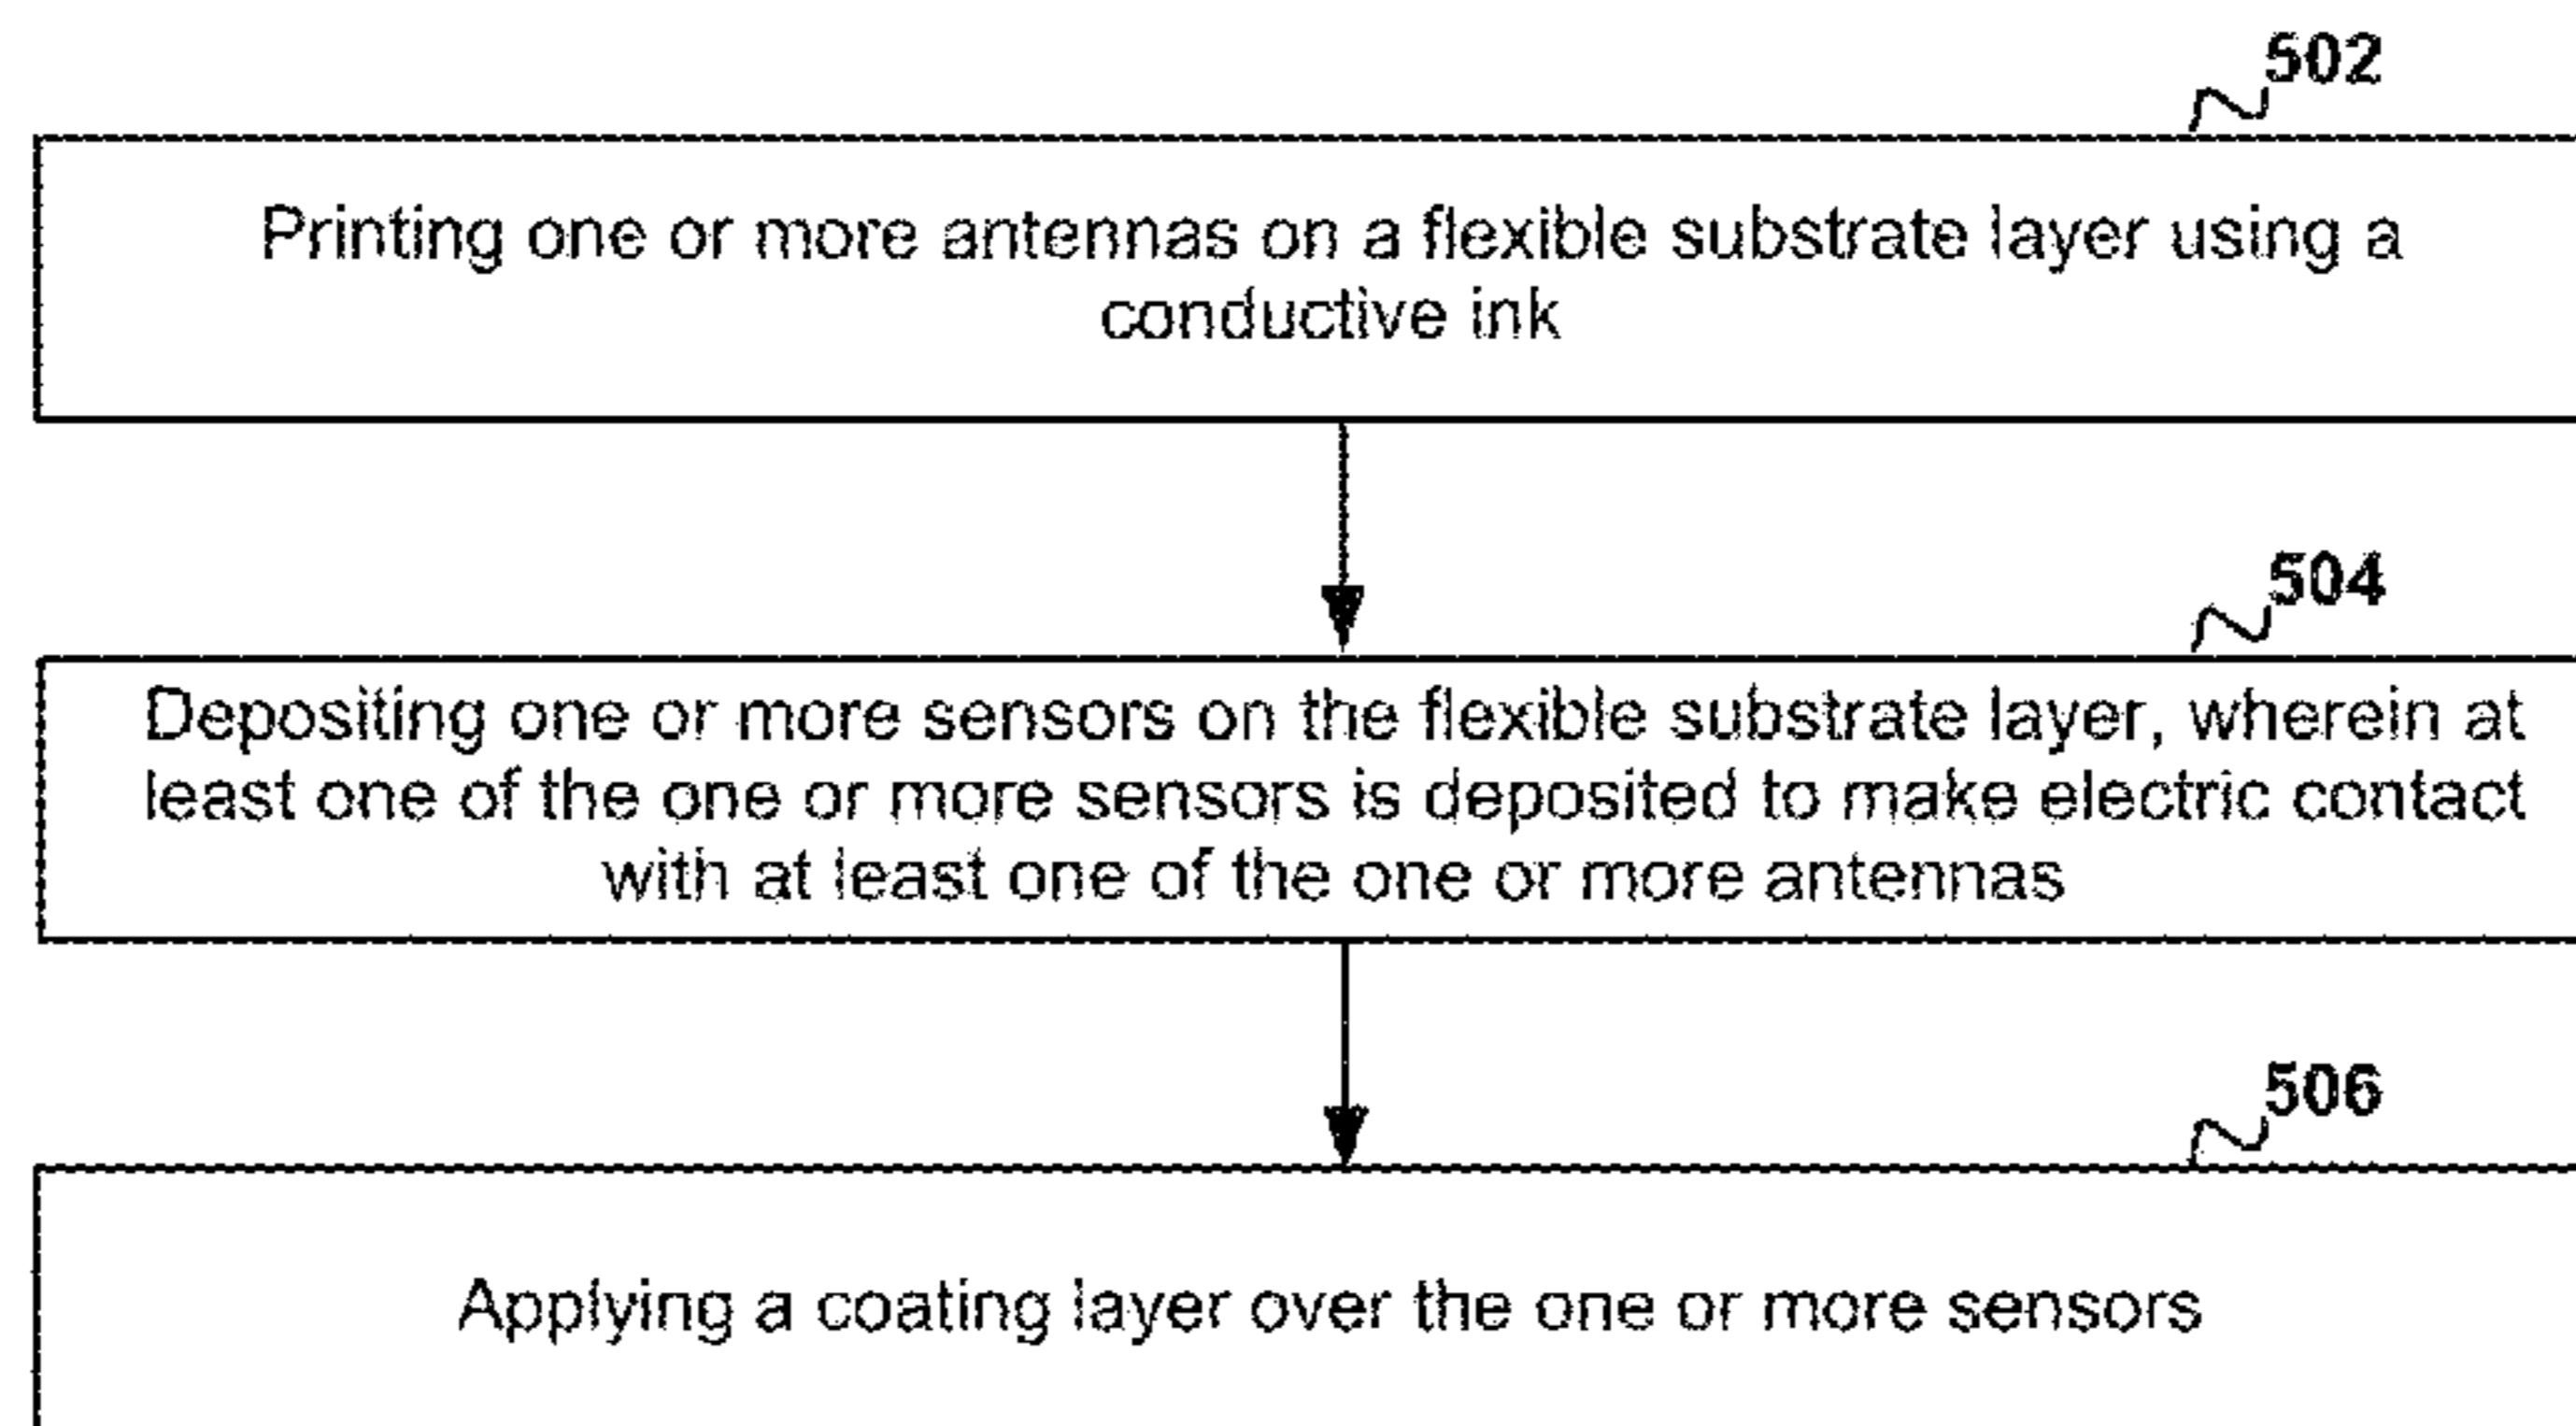 502
Printing one or more antennas on a flexible substrate layer using a
conductive ink
504
Depositing one or more sensors on the flexible substrate layer, wherein at
least one of the one or more sensors is deposited to make electric contact
with at least one of the one or more antennas
506
Applying a coating layer over the one or more sensors